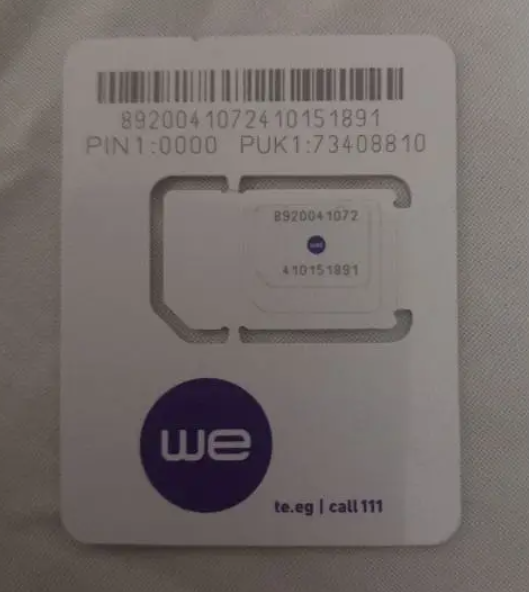 8920041072410151891
PIN1:0000 PUK1:73408810
8920041072
we
410151891
we
te.eg | call 111